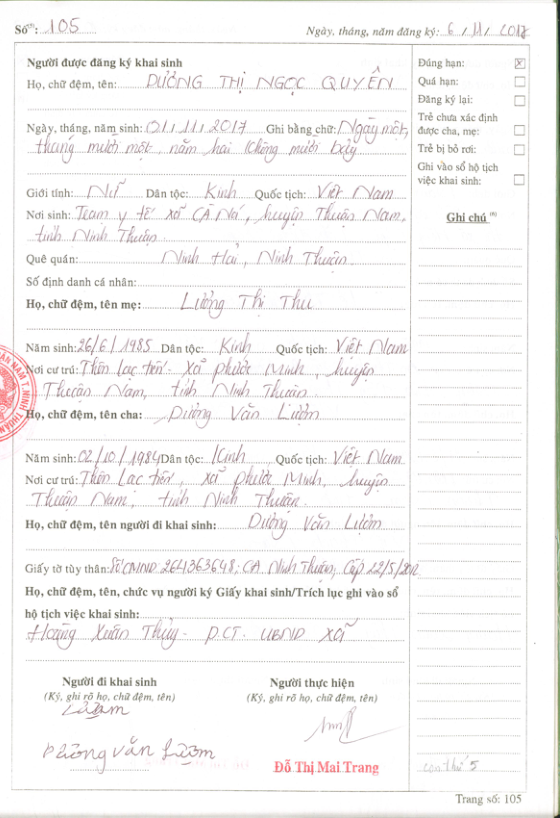 Số⁽⁵⁾: 105
Ngày, tháng, năm đăng ký: 6 / 11 / 2017
Người được đăng ký khai sinh
Họ, chữ đệm, tên: DƯƠNG THỊ NGỌC QUYÊN
Ngày, tháng, năm sinh: 01/11/2017 Ghi bằng chữ: Ngày một,
tháng mười một, năm hai không mười bảy
Giới tính: Nữ Dân tộc: Kinh Quốc tịch: Việt Nam
Nơi sinh: Trạm y tế xã Cà Ná, huyện Thuận Nam,
tỉnh Ninh Thuận
Quê quán: Ninh Hải, Ninh Thuận
Số định danh cá nhân:
Họ, chữ đệm, tên mẹ: Lương Thị Thu
Năm sinh: 26/6/1985 Dân tộc: Kinh Quốc tịch: Việt Nam
Nơi cư trú: Thôn Lạc Tiến - xã Phước Minh, huyện
Thuận Nam, tỉnh Ninh Thuận
Họ, chữ đệm, tên cha: Dương Văn Lượm
Năm sinh: 02/10/1984 Dân tộc: Kinh Quốc tịch: Việt Nam
Nơi cư trú: Thôn Lạc Tiến, xã Phước Minh, huyện
Thuận Nam, tỉnh Ninh Thuận.
Họ, chữ đệm, tên người đi khai sinh: Dương Văn Lượm
Giấy tờ tùy thân: Số CMND 264363648, CA Ninh Thuận, Cấp 22/5/2012
Họ, chữ đệm, tên, chức vụ người ký Giấy khai sinh/Trích lục ghi vào sổ
hộ tịch việc khai sinh:
Hoàng Xuân Thủy - P.CT. UBND xã
Người đi khai sinh
(Ký, ghi rõ họ, chữ đệm, tên)
Lượm
Dương Văn Lượm
Người thực hiện
(Ký, ghi rõ họ, chữ đệm, tên)
Đỗ Thị Mai Trang
Đúng hạn: x
Quá hạn:
Đăng ký lại:
Trẻ chưa xác định
được cha, mẹ:
Trẻ bị bỏ rơi:
Ghi vào sổ hộ tịch
việc khai sinh:
Ghi chú ⁽⁶⁾
con thứ 5
Trang số: 105